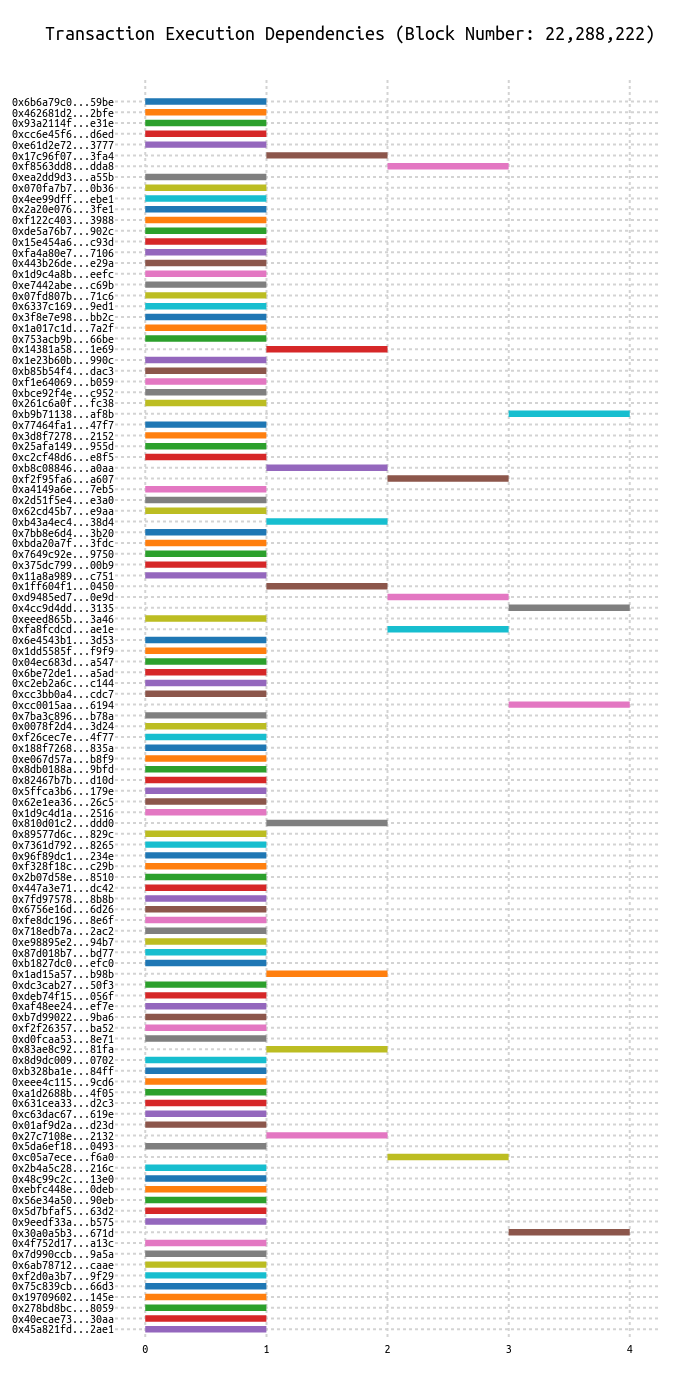 Transaction Execution Dependencies (Block Number: 22,288,222)
0x6b6a79c0...59be
0x462681d2...2bfe
0x93a2114f...e31e
0xcc6e45f6...d6ed
0xe61d2e72...3777
0x17c96f07...3fa4
0xf8563dd8...dda8
0xea2dd9d3...a55b
0x070fa7b7...0b36
0x4ee99dff...ebe1
0x2a20e076...3fe1
0xf122c403...3988
0xde5a76b7...902c
0x15e454a6...c93d
0xfa4a80e7...7106
0x443b26de...e29a
0x1d9c4a8b...eefc
0xe7442abe...c69b
0x07fd807b...71c6
0x6337c169...9ed1
0x3f8e7e98...bb2c
0x1a017c1d...7a2f
0x753acb9b...66be
0x14381a58...1e69
0x1e23b60b...990c
0xb85b54f4...dac3
0xf1e64069...b059
0xbce92f4e...c952
0x261c6a0f...fc38
0xb9b71138...af8b
0x77464fa1...47f7
0x3d8f7278...2152
0x25afa149...955d
0xc2cf48d6...e8f5
0xb8c08846...a0aa
0xf2f95fa6...a607
0xa4149a6e...7eb5
0x2d51f5e4...e3a0
0x62cd45b7...e9aa
0xb43a4ec4...38d4
0x7bb8e6d4...3b20
0xbda20a7f...3fdc
0x7649c92e...9750
0x375dc799...00b9
0x11a8a989...c751
0x1ff604f1...0450
0xd9485ed7...0e9d
0x4cc9d4dd...3135
0xeeed865b...3a46
0xfa8fcdcd...ae1e
0x6e4543b1...3d53
0x1dd5585f...f9f9
0x04ec683d...a547
0x6be72de1...a5ad
0xc2eb2a6c...c144
0xcc3bb0a4...cdc7
0xcc0015aa...6194
0x7ba3c896...b78a
0x0078f2d4...3d24
0xf26cec7e...4f77
0x188f7268...835a
0xe067d57a...b8f9
0x8db0188a...9bfd
0x82467b7b...d10d
0x5ffca3b6...179e
0x62e1ea36...26c5
0x1d9c4d1a...2516
0x810d01c2...ddd0
0x89577d6c...829c
0x7361d792...8265
0x96f89dc1...234e
0xf328f18c...c29b
0x2b07d58e...8510
0x447a3e71...dc42
0x7fd97578...8b8b
0x6756e16d...6d26
0xfe8dc196...8e6f
0x718edb7a...2ac2
0xe98895e2...94b7
0x87d018b7...bd77
0xb1827dc0...efc0
0x1ad15a57...b98b
0xdc3cab27...50f3
0xdeb74f15...056f
0xaf48ee24...ef7e
0xb7d99022...9ba6
0xf2f26357...ba52
0xd0fcaa53...8e71
0x83ae8c92...81fa
0x8d9dc009...0702
0xb328ba1e...84ff
0xeee4c115...9cd6
0xa1d2688b...4f05
0x631cea33...d2c3
0xc63dac67...619e
0x01af9d2a...d23d
0x27c7108e...2132
0x5da6ef18...0493
0xc05a7ece...f6a0
0x2b4a5c28...216c
0x48c99c2c...13e0
0xebfc448e...0deb
0x56e34a50...90eb
0x5d7bfaf5...63d2
0x9eedf33a...b575
0x30a0a5b3...671d
0x4f752d17...a13c
0x7d990ccb...9a5a
0x6ab78712...caae
0xf2d0a3b7...9f29
0x75c839cb...66d3
0x19709602...145e
0x278bd8bc...8059
0x40ecae73...30aa
0x45a821fd...2ae1
0 1 2 3 4